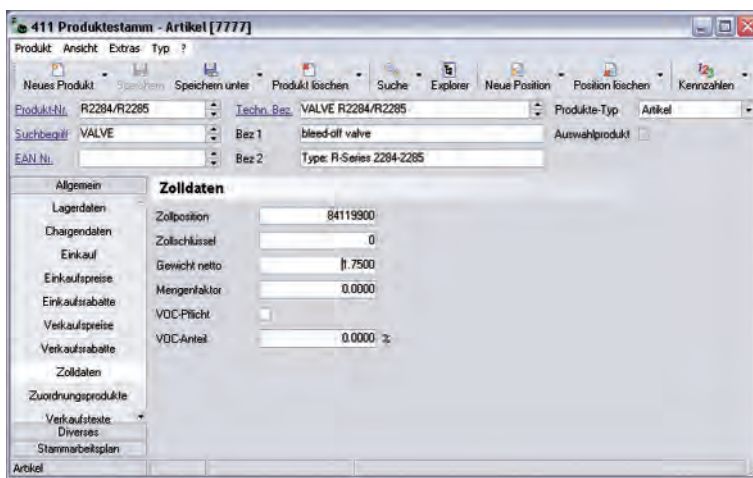 411 Produktestamm - Artikel [7777]
Produkt Ansicht Extras Typ ?
Neues Produkt Speichern Speichern unter Produkt löschen Suche Explorer Neue Position Position löschen Kennzahlen
Produkt-Nr. R2284/R2285 Techn. Bez. VALVE R2284/R2285 Produkte-Typ Artikel
Suchbegriff VALVE Bez 1 bleed-off valve Auswahlprodukt
EAN Nr. Bez 2 Type: R-Series 2284-2285
Allgemein
Lagerdaten
Chargendaten
Einkauf
Einkaufspreise
Einkaufsrabatte
Verkaufspreise
Verkaufsrabatte
Zolldaten
Zuordnungsprodukte
Verkaufstexte
Diverses
Stammarbeitsplan
Zolldaten
Zollposition 84119900
Zollschlüssel 0
Gewicht netto 1.7500
Mengenfaktor 0.0000
VOC-Pflicht
VOC-Anteil 0.0000 %
Artikel